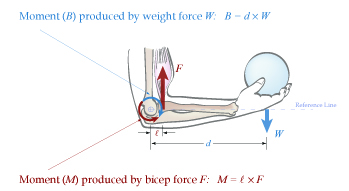 Moment (B) produced by weight force W: B = d × W
F
Reference Line
ℓ
W
d
Moment (M) produced by bicep force F: M = ℓ × F